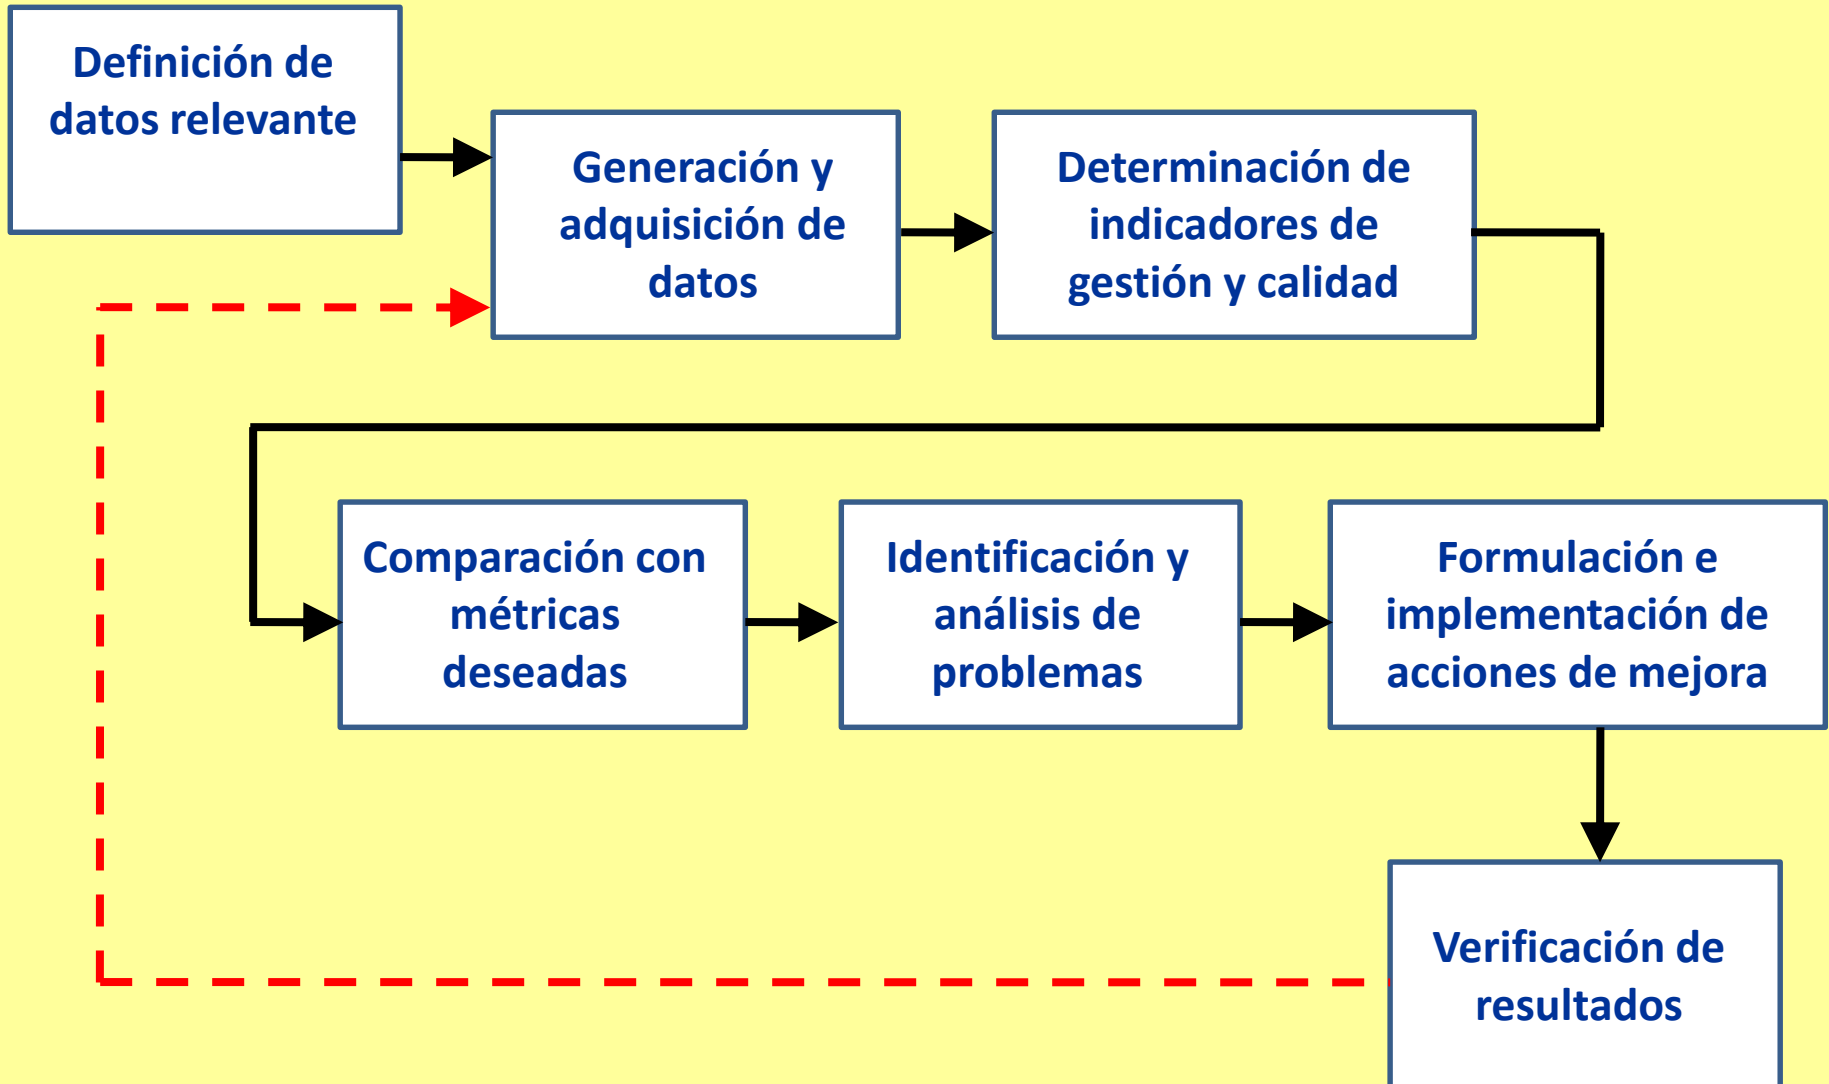 Definición de
datos relevante
Generación y
adquisición de
datos
Determinación de
indicadores de
gestión y calidad
Comparación con
métricas
deseadas
Identificación y
análisis de
problemas
Formulación e
implementación de
acciones de mejora
Verificación de
resultados